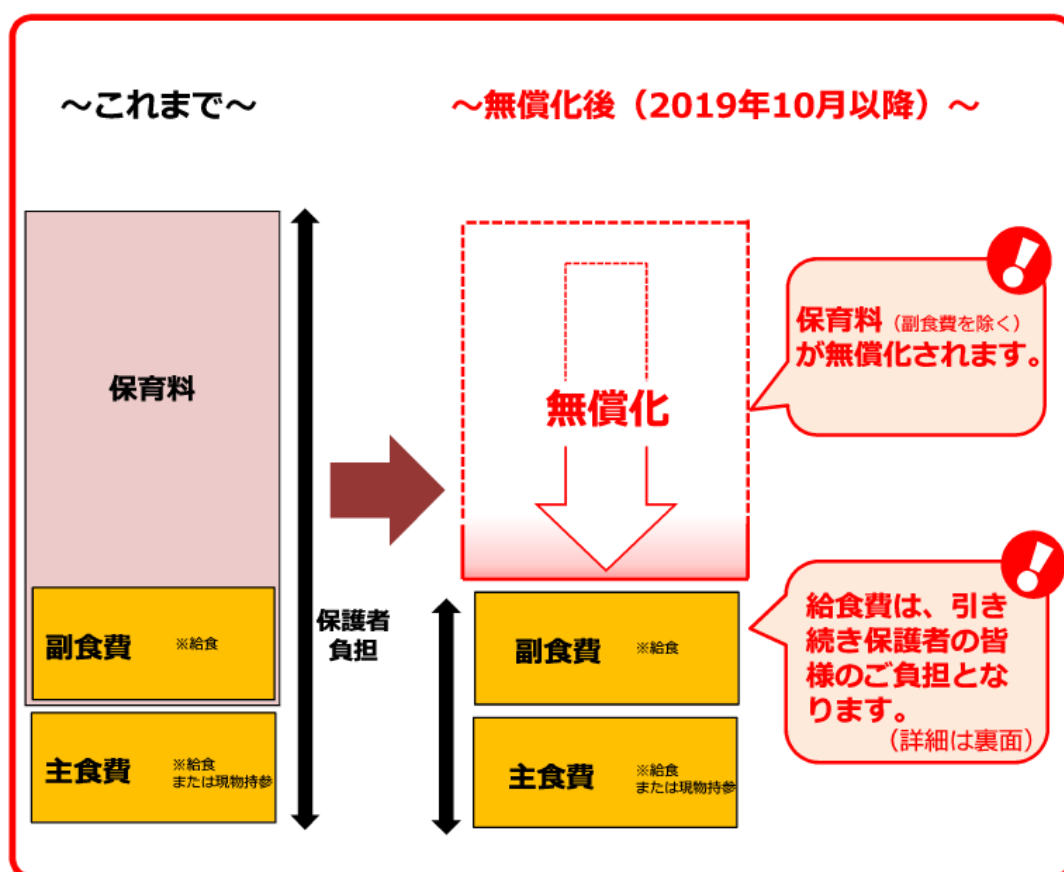 ～これまで～
～無償化後（2019年10月以降）～
保育料
副食費 ※給食
主食費 ※給食
または現物持参
保護者
負担
無償化
副食費 ※給食
主食費 ※給食
または現物持参
保育料（副食費を除く）
が無償化されます。
給食費は、引き
続き保護者の皆
様のご負担とな
ります。
（詳細は裏面）